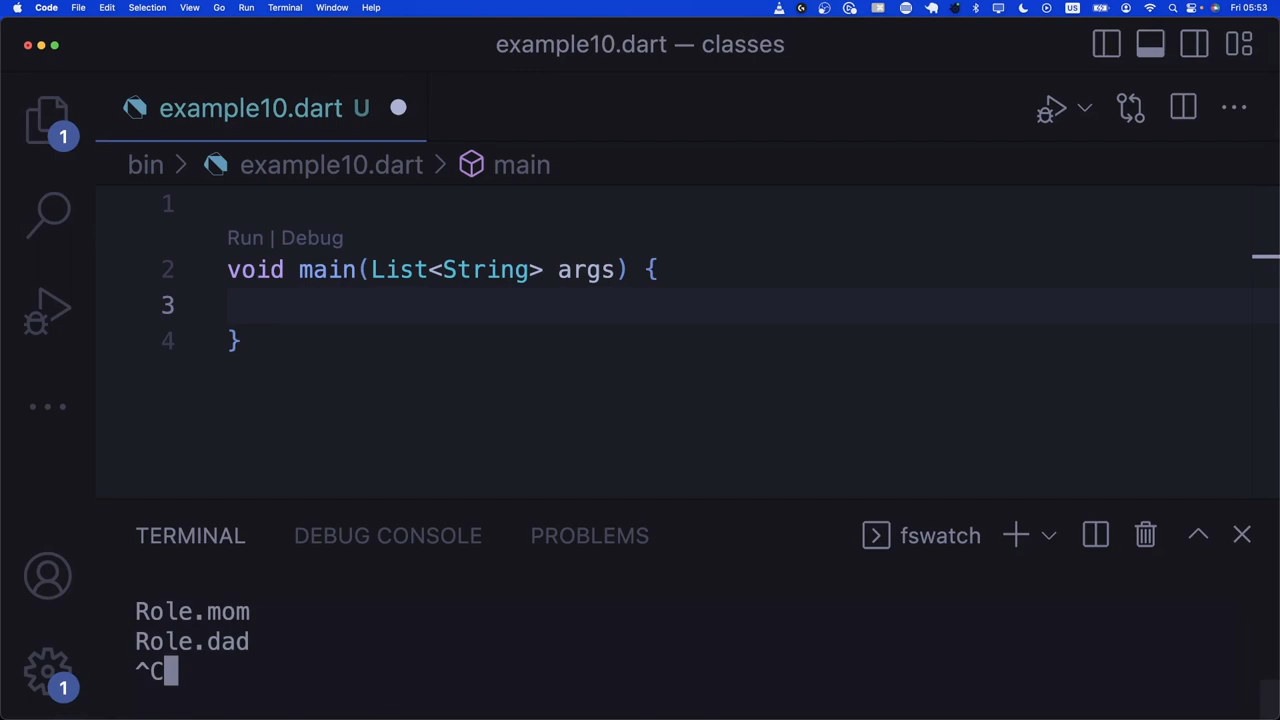 Code File Edit Selection View Go Run Terminal Window Help US Fri 05:53
example10.dart — classes
example10.dart U
1
bin > example10.dart > main
1
Run | Debug
2 void main(List<String> args) {
3
4 }
TERMINAL DEBUG CONSOLE PROBLEMS fswatch
Role.mom
Role.dad
^C
1